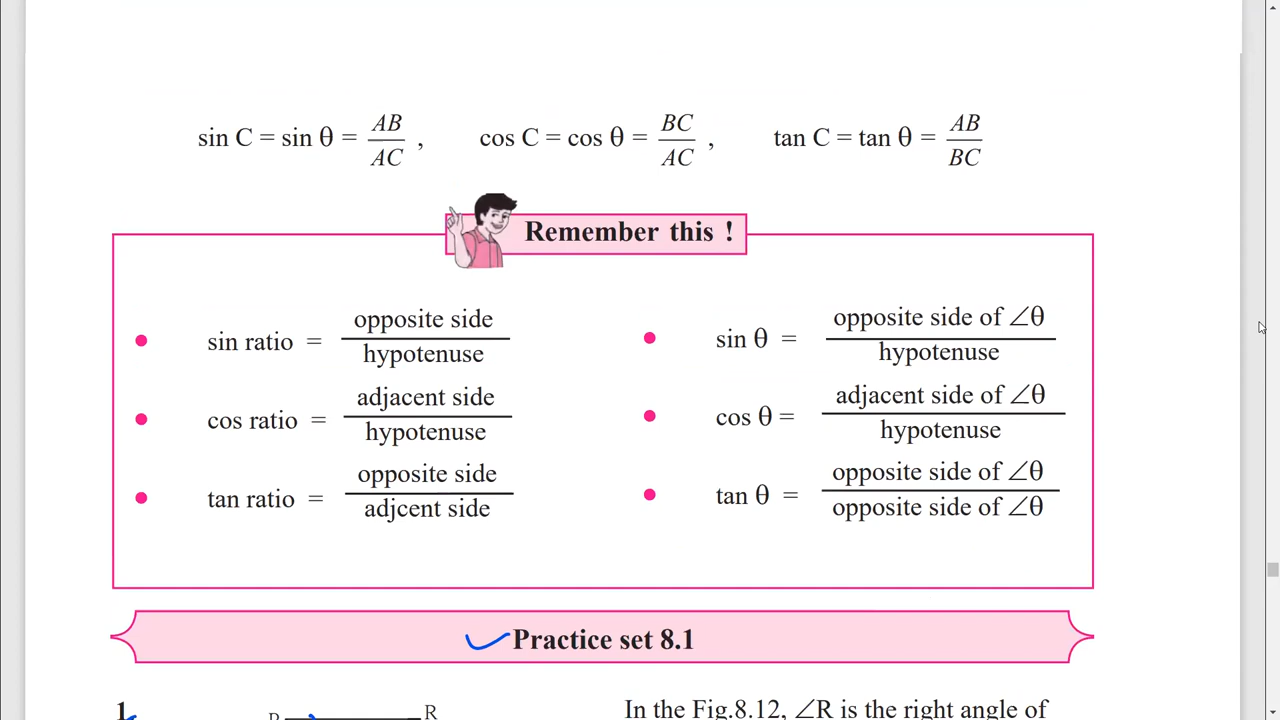 sin C = sin θ = AB/AC , cos C = cos θ = BC/AC , tan C = tan θ = AB/BC
Remember this !
• sin ratio = opposite side/hypotenuse
• sin θ = opposite side of ∠θ/hypotenuse
• cos ratio = adjacent side/hypotenuse
• cos θ = adjacent side of ∠θ/hypotenuse
• tan ratio = opposite side/adjcent side
• tan θ = opposite side of ∠θ/opposite side of ∠θ
Practice set 8.1
1
R
In the Fig.8.12, ∠R is the right angle of